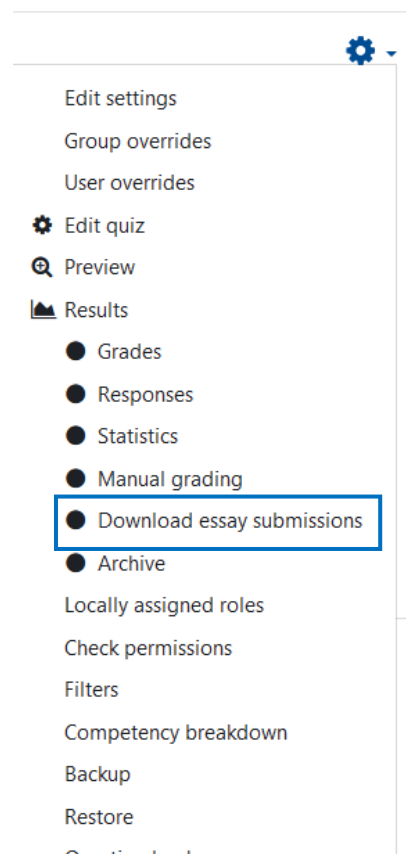 Edit settings
Group overrides
User overrides
Edit quiz
Preview
Results
Grades
Responses
Statistics
Manual grading
Download essay submissions
Archive
Locally assigned roles
Check permissions
Filters
Competency breakdown
Backup
Restore